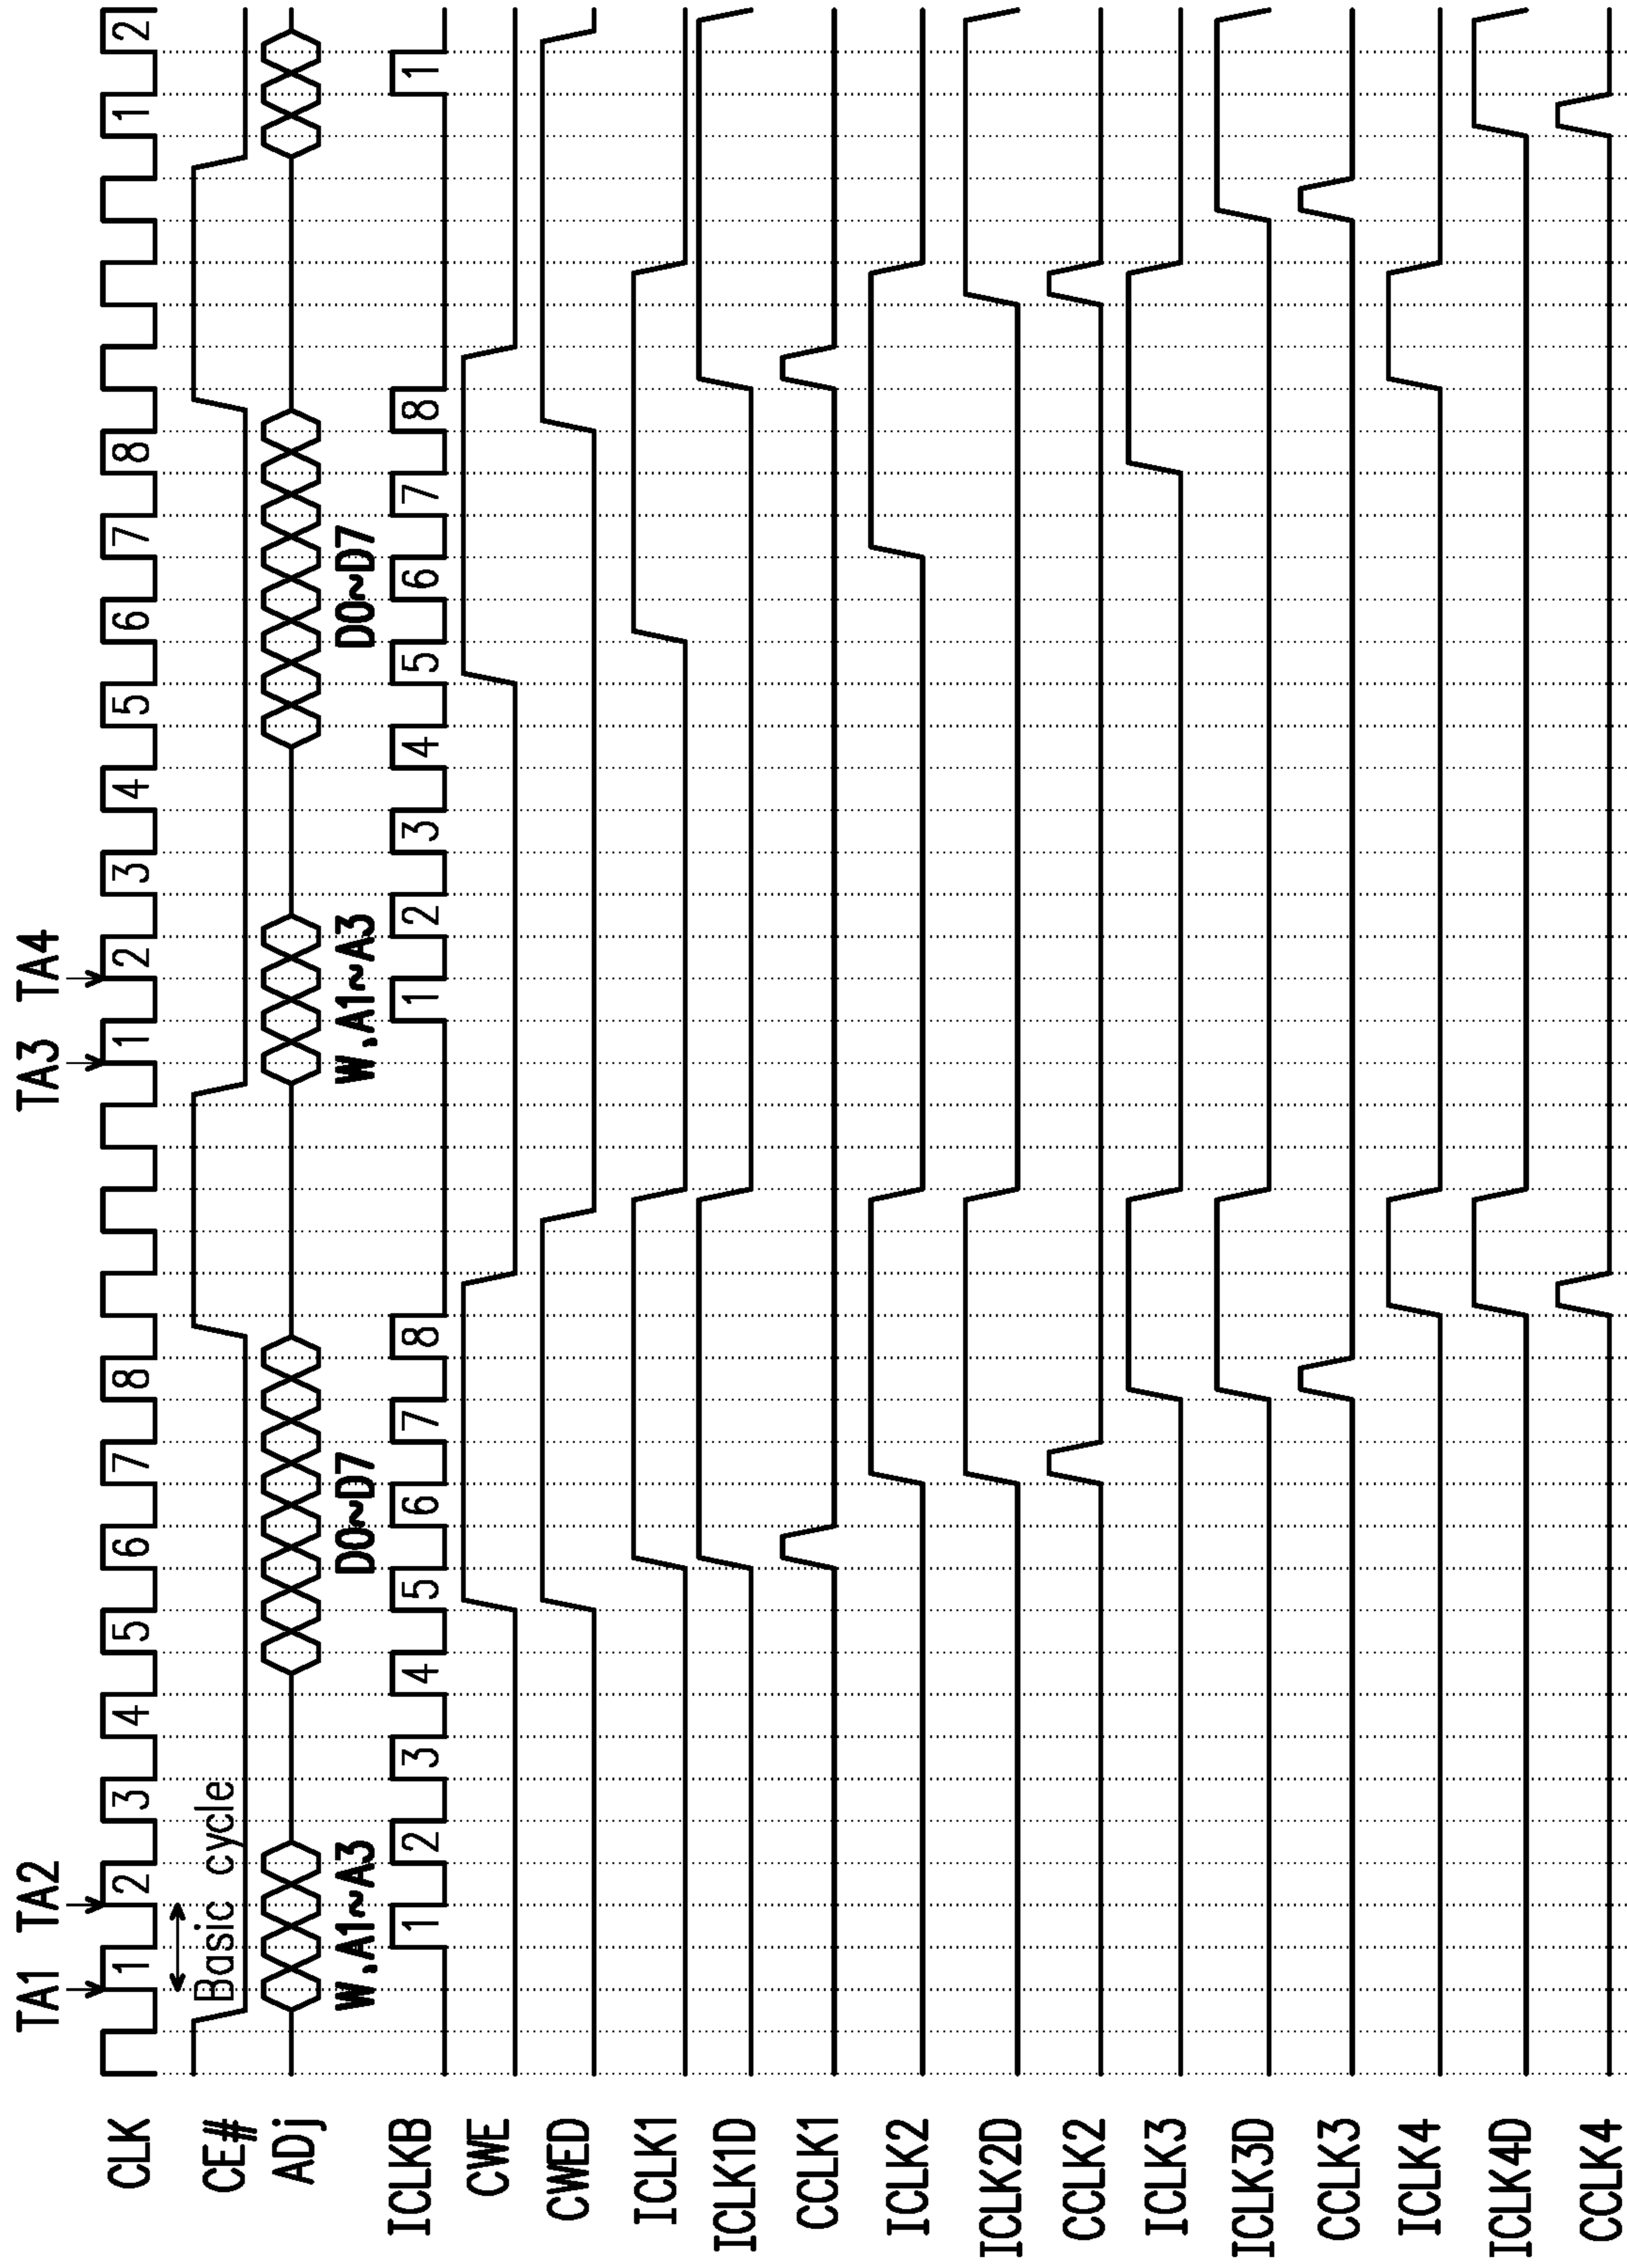 TA1 TA2 TA3 TA4
CLK 1 2 3 4 5 6 7 8 1 2 3 4 5 6 7 8 1 2
Basic cycle
CE#
ADj
W.A1~A3 D0~D7 W.A1~A3 D0~D7
ICLKB 1 2 3 4 5 6 7 8 1 2 3 4 5 6 7 8 1
CWE
CWED
ICLK1
ICLK1D
CCLK1
ICLK2
ICLK2D
CCLK2
ICLK3
ICLK3D
CCLK3
ICLK4
ICLK4D
CCLK4